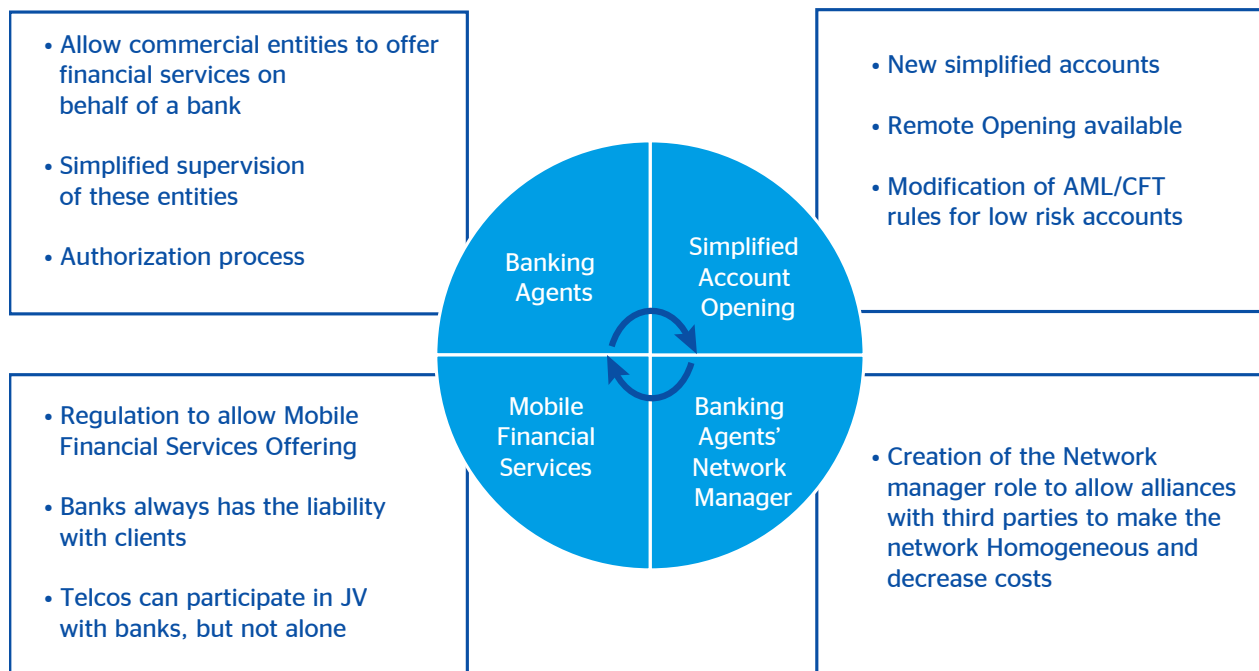 • Allow commercial entities to offer
financial services on
behalf of a bank
• Simplified supervision
of these entities
• Authorization process
• New simplified accounts
• Remote Opening available
• Modification of AML/CFT
rules for low risk accounts
Banking
Agents
Simplified
Account
Opening
Mobile
Financial
Services
Banking
Agents’
Network
Manager
• Regulation to allow Mobile
Financial Services Offering
• Banks always has the liability
with clients
• Telcos can participate in JV
with banks, but not alone
• Creation of the Network
manager role to allow alliances
with third parties to make the
network Homogeneous and
decrease costs